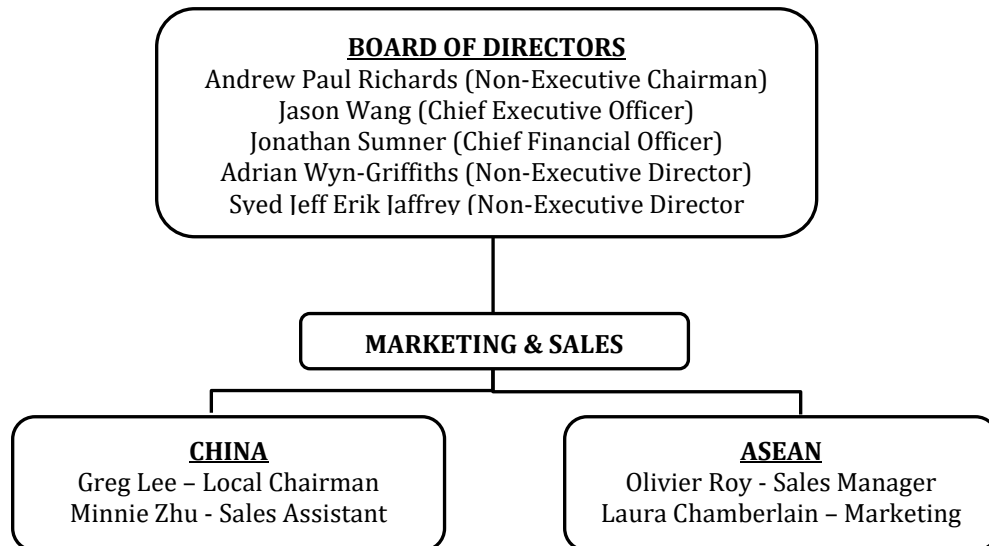 BOARD OF DIRECTORS
Andrew Paul Richards (Non-Executive Chairman)
Jason Wang (Chief Executive Officer)
Jonathan Sumner (Chief Financial Officer)
Adrian Wyn-Griffiths (Non-Executive Director)
Syed Jeff Erik Jaffrey (Non-Executive Director
MARKETING & SALES
CHINA
Greg Lee – Local Chairman
Minnie Zhu - Sales Assistant
ASEAN
Olivier Roy - Sales Manager
Laura Chamberlain – Marketing